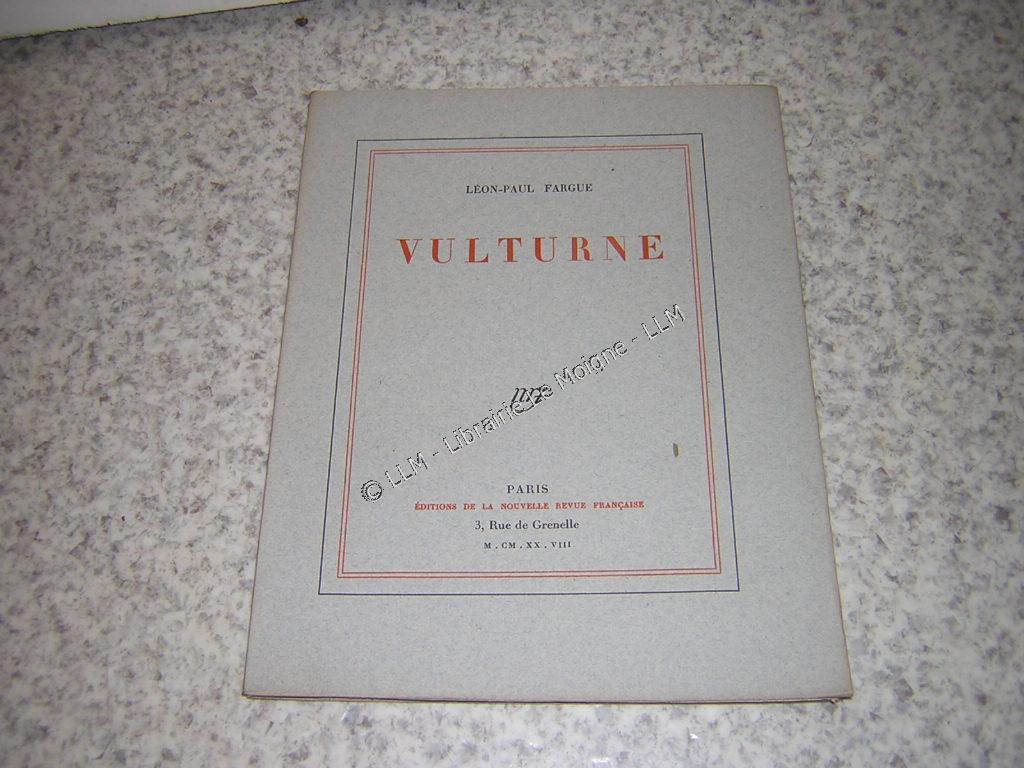 LÉON-PAUL FARGUE
VULTURNE
nrf
© LLM - Librairie Le Moigne - LLM
PARIS
ÉDITIONS DE LA NOUVELLE REVUE FRANÇAISE
3, Rue de Grenelle
M . CM . XX . VIII